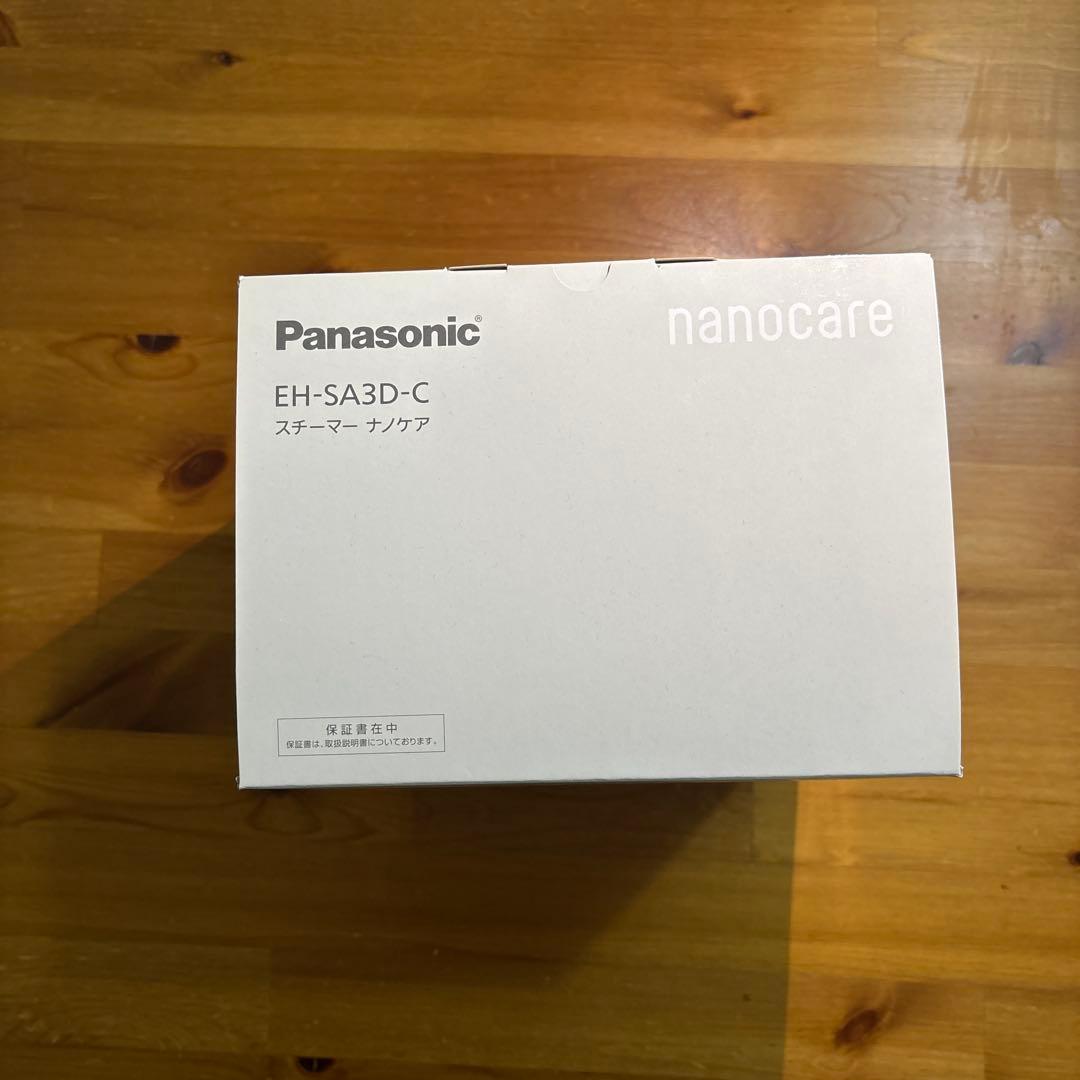 Panasonic®
nanocare
EH-SA3D-C
スチーマー ナノケア
保証書在中
保証書は、取扱説明書についております。